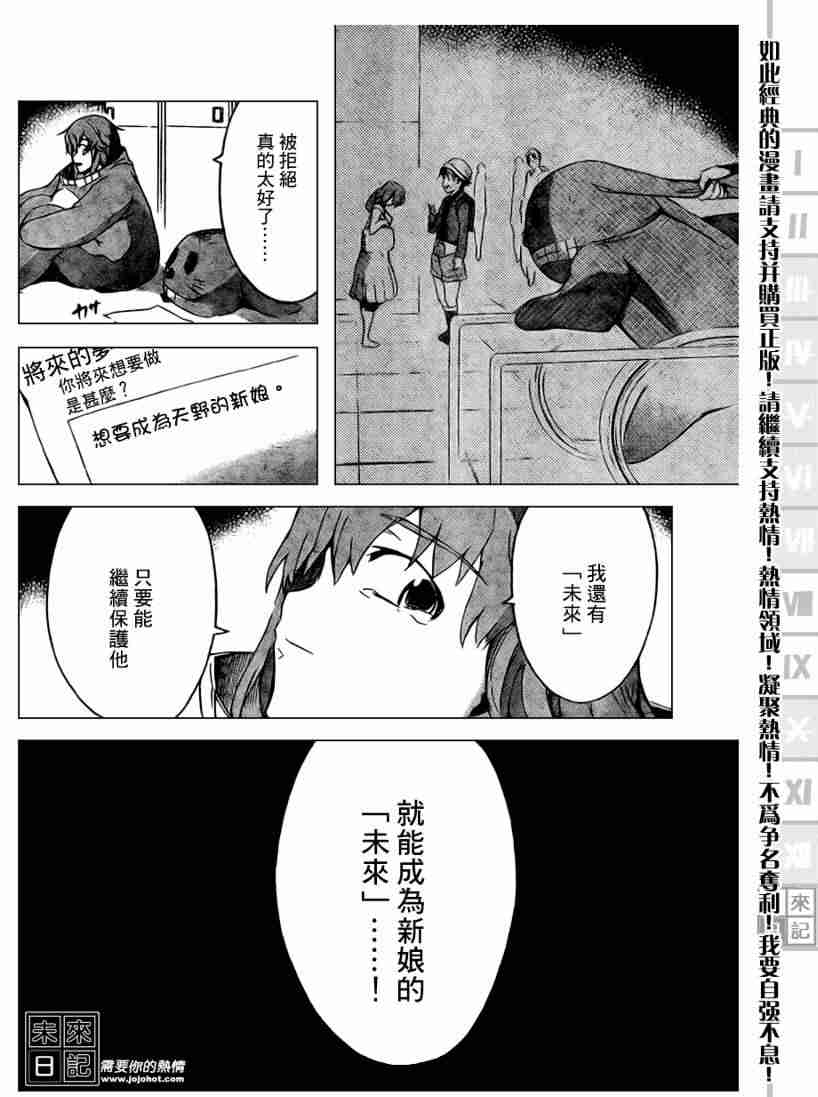 被拒絕
真的太好了……
カサ
將來的夢
你將來想要做
是甚麼？
想要成為天野的新娘。
我還有
「未來」
只要能
繼續保護他
就能成為新娘的
「未來」……！
未來
日記
需要你的熱情
www.jojohot.com
如此經典的漫畫請支持并購買正版！請繼續支持熱情！熱情領域！凝聚熱情！不爲争名奪利！我要自强不息！
I
II
III
IV
V
VI
VII
VIII
IX
X
XI
來
記